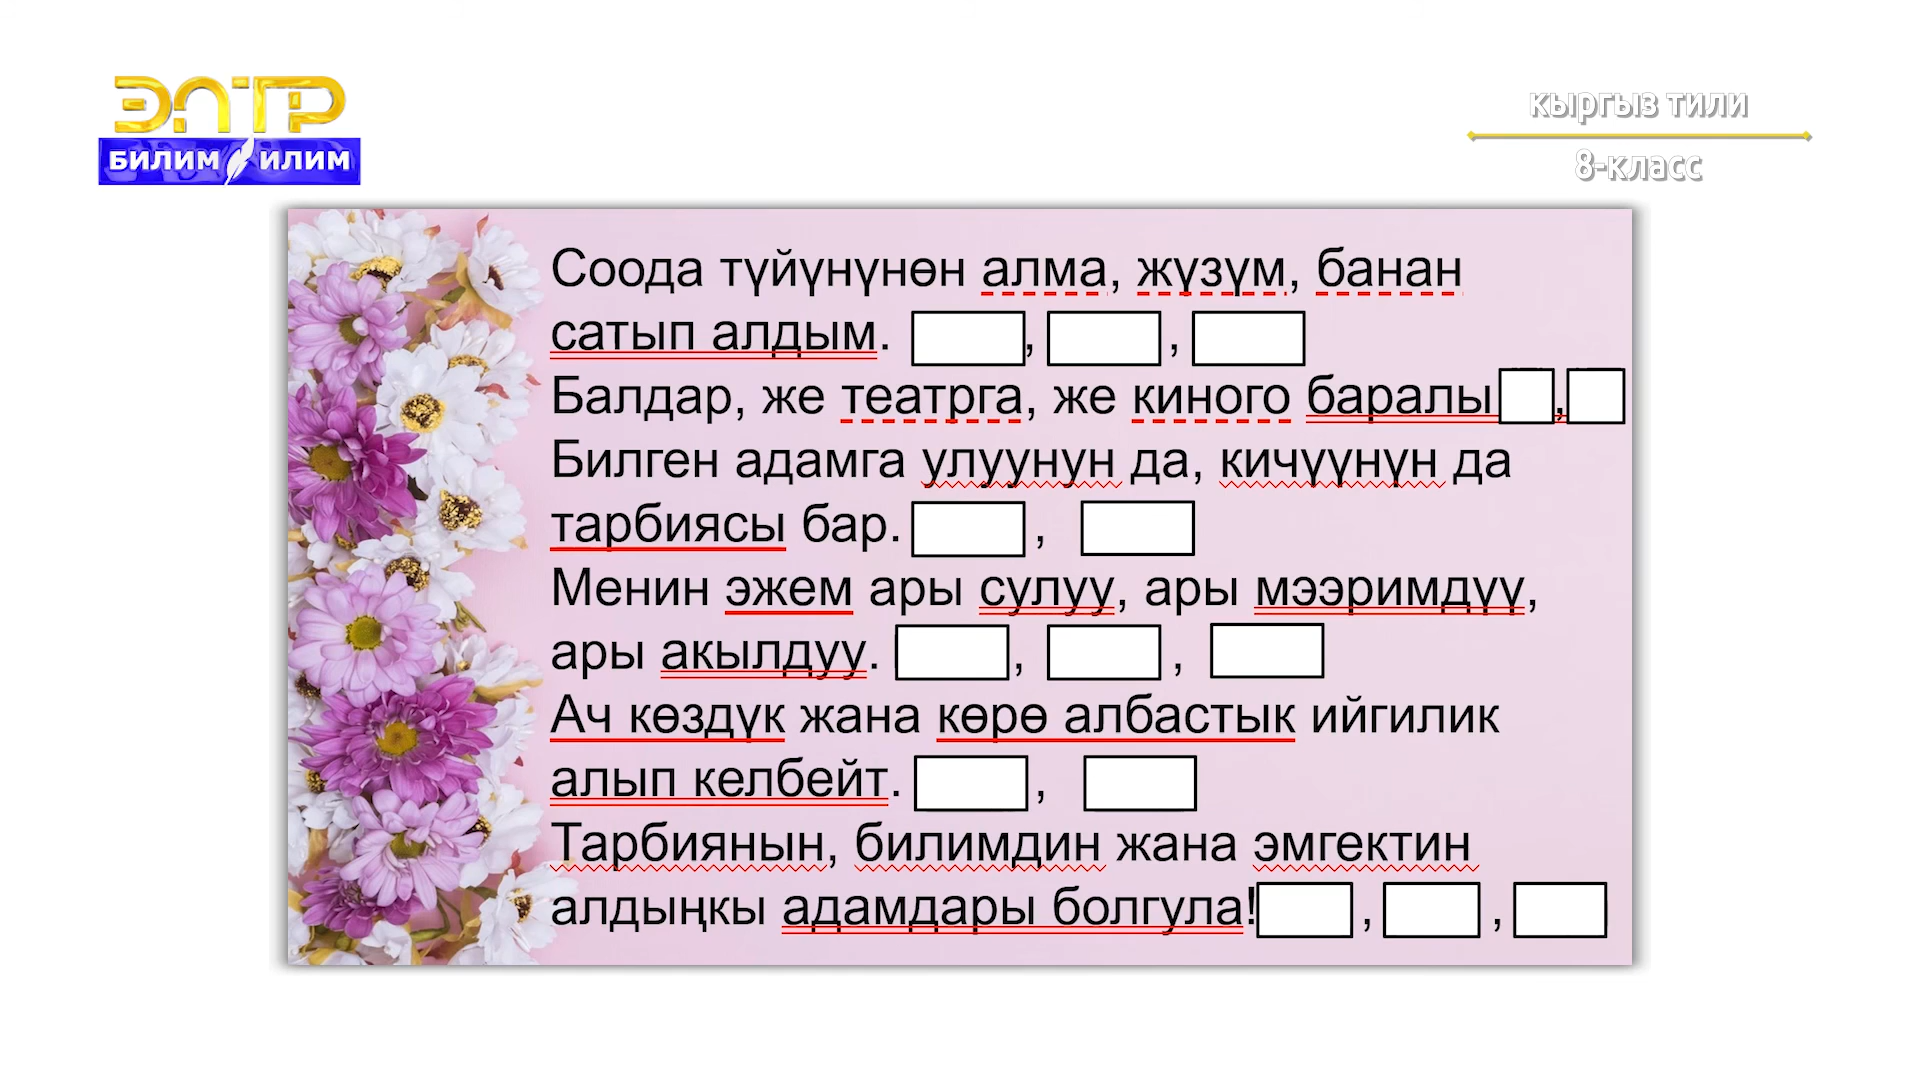 ЭЛТР
БИЛИМ ИЛИМ
кыргыз тили
8-класс
Соода түйүнүнөн алма, жүзүм, банан
сатып алдым. , ,
Балдар, же театрга, же киного баралы ,
Билген адамга улуунун да, кичүүнүн да
тарбиясы бар. ,
Менин эжем ары сулуу, ары мээримдүү,
ары акылдуу. , ,
Ач көздүк жана көрө албастык ийгилик
алып келбейт. ,
Тарбиянын, билимдин жана эмгектин
алдыңкы адамдары болгула! , ,